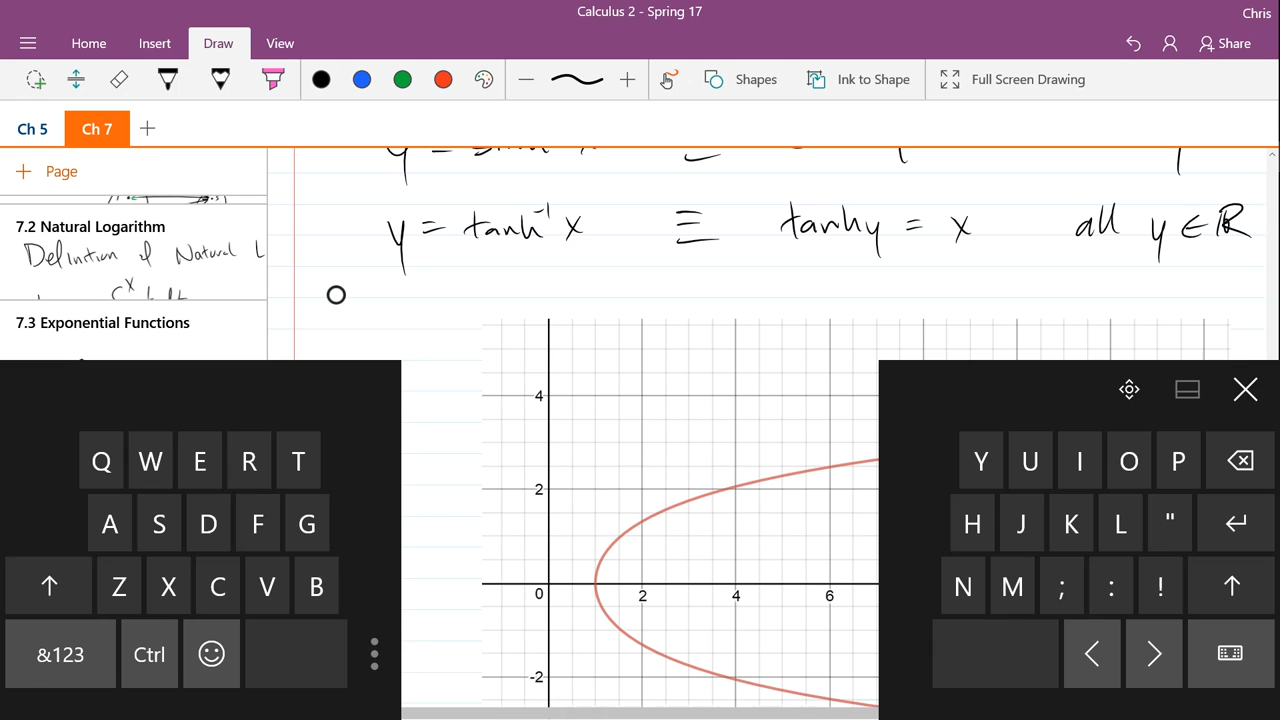 Calculus 2 - Spring 17
Chris
Home Insert Draw View Share
Shapes Ink to Shape Full Screen Drawing
Ch 5 Ch 7
Page
7.2 Natural Logarithm
Definition of Natural L
7.3 Exponential Functions
y = tanh⁻¹ x ≡ tanh y = x all y ∈ ℝ
4
2
0 2 4 6
-2
Q W E R T Y U I O P
A S D F G H J K L "
Z X C V B N M ; : !
&123 Ctrl